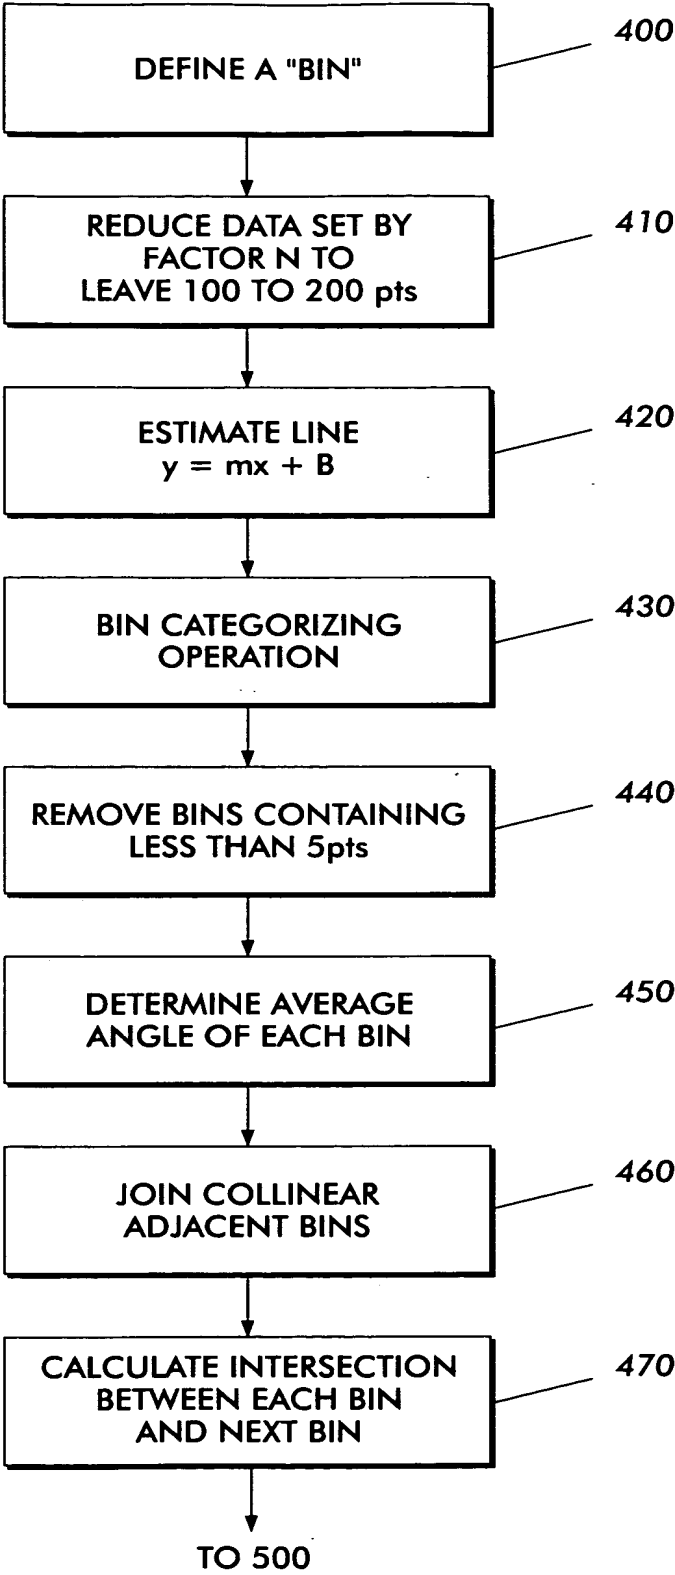 400
DEFINE A "BIN"
410
REDUCE DATA SET BY
FACTOR N TO
LEAVE 100 TO 200 pts
420
ESTIMATE LINE
y = mx + B
430
BIN CATEGORIZING
OPERATION
440
REMOVE BINS CONTAINING
LESS THAN 5pts
450
DETERMINE AVERAGE
ANGLE OF EACH BIN
460
JOIN COLLINEAR
ADJACENT BINS
470
CALCULATE INTERSECTION
BETWEEN EACH BIN
AND NEXT BIN
TO 500